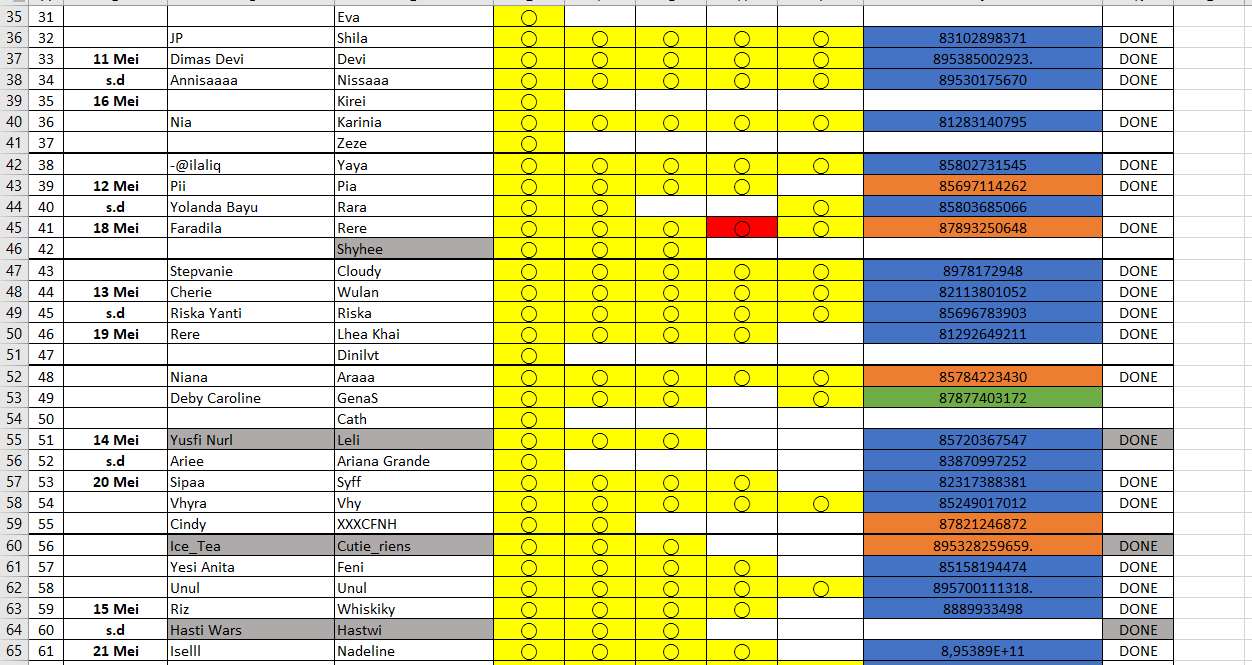 35 31 Eva ○
36 32 JP Shila ○ ○ ○ ○ ○ 83102898371 DONE
37 33 11 Mei Dimas Devi Devi ○ ○ ○ ○ ○ 895385002923. DONE
38 34 s.d Annisaaaa Nissaaa ○ ○ ○ ○ ○ 89530175670 DONE
39 35 16 Mei Kirei ○
40 36 Nia Karinia ○ ○ ○ ○ ○ 81283140795 DONE
41 37 Zeze ○
42 38 -@ilaliq Yaya ○ ○ ○ ○ ○ 85802731545 DONE
43 39 12 Mei Pii Pia ○ ○ ○ ○ 85697114262 DONE
44 40 s.d Yolanda Bayu Rara ○ ○ ○ 85803685066
45 41 18 Mei Faradila Rere ○ ○ ○ ○ ○ 87893250648 DONE
46 42 Shyhee ○ ○ ○
47 43 Stepvanie Cloudy ○ ○ ○ ○ ○ 8978172948 DONE
48 44 13 Mei Cherie Wulan ○ ○ ○ ○ ○ 82113801052 DONE
49 45 s.d Riska Yanti Riska ○ ○ ○ ○ ○ 85696783903 DONE
50 46 19 Mei Rere Lhea Khai ○ ○ ○ ○ 81292649211 DONE
51 47 Dinilvt ○
52 48 Niana Araaa ○ ○ ○ ○ ○ 85784223430 DONE
53 49 Deby Caroline GenaS ○ ○ ○ ○ 87877403172
54 50 Cath ○
55 51 14 Mei Yusfi Nurl Leli ○ ○ ○ 85720367547 DONE
56 52 s.d Ariee Ariana Grande ○ 83870997252
57 53 20 Mei Sipaa Syff ○ ○ ○ ○ 82317388381 DONE
58 54 Vhyra Vhy ○ ○ ○ ○ ○ 85249017012 DONE
59 55 Cindy XXXCFNH ○ ○ 87821246872
60 56 Ice_Tea Cutie_riens ○ ○ ○ 895328259659. DONE
61 57 Yesi Anita Feni ○ ○ ○ ○ 85158194474 DONE
62 58 Unul Unul ○ ○ ○ ○ ○ 895700111318. DONE
63 59 15 Mei Riz Whiskiky ○ ○ ○ ○ 8889933498 DONE
64 60 s.d Hasti Wars Hastwi ○ ○ ○ DONE
65 61 21 Mei Iselll Nadeline ○ ○ ○ ○ 8,95389E+11 DONE